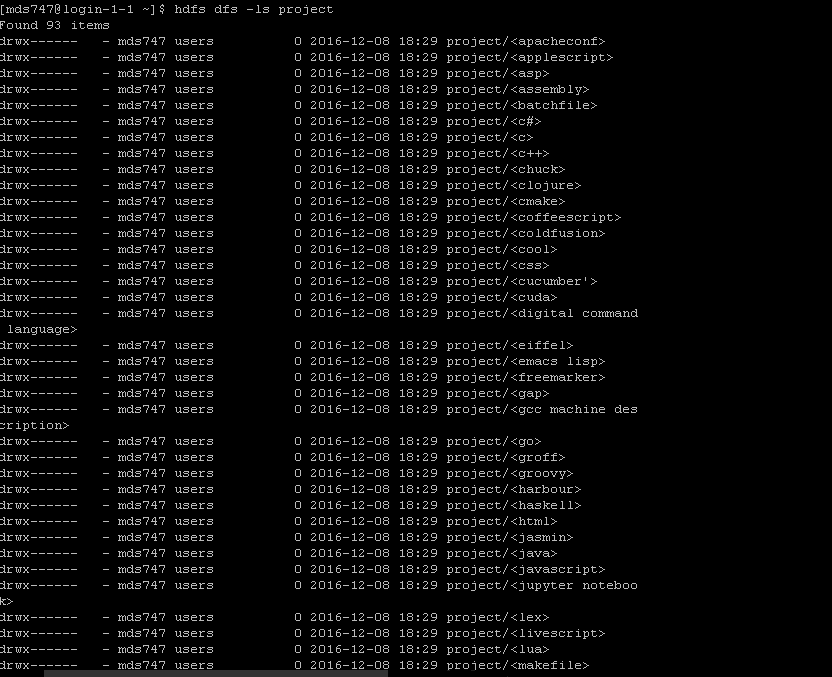 [mds747@login-1-1 ~]$ hdfs dfs -ls project
Found 93 items
drwx------   - mds747 users          0 2016-12-08 18:29 project/<apacheconf>
drwx------   - mds747 users          0 2016-12-08 18:29 project/<applescript>
drwx------   - mds747 users          0 2016-12-08 18:29 project/<asp>
drwx------   - mds747 users          0 2016-12-08 18:29 project/<assembly>
drwx------   - mds747 users          0 2016-12-08 18:29 project/<batchfile>
drwx------   - mds747 users          0 2016-12-08 18:29 project/<c#>
drwx------   - mds747 users          0 2016-12-08 18:29 project/<c>
drwx------   - mds747 users          0 2016-12-08 18:29 project/<c++>
drwx------   - mds747 users          0 2016-12-08 18:29 project/<chuck>
drwx------   - mds747 users          0 2016-12-08 18:29 project/<clojure>
drwx------   - mds747 users          0 2016-12-08 18:29 project/<cmake>
drwx------   - mds747 users          0 2016-12-08 18:29 project/<coffeescript>
drwx------   - mds747 users          0 2016-12-08 18:29 project/<coldfusion>
drwx------   - mds747 users          0 2016-12-08 18:29 project/<cool>
drwx------   - mds747 users          0 2016-12-08 18:29 project/<css>
drwx------   - mds747 users          0 2016-12-08 18:29 project/<cucumber'>
drwx------   - mds747 users          0 2016-12-08 18:29 project/<cuda>
drwx------   - mds747 users          0 2016-12-08 18:29 project/<digital command
 language>
drwx------   - mds747 users          0 2016-12-08 18:29 project/<eiffel>
drwx------   - mds747 users          0 2016-12-08 18:29 project/<emacs lisp>
drwx------   - mds747 users          0 2016-12-08 18:29 project/<freemarker>
drwx------   - mds747 users          0 2016-12-08 18:29 project/<gap>
drwx------   - mds747 users          0 2016-12-08 18:29 project/<gcc machine des
cription>
drwx------   - mds747 users          0 2016-12-08 18:29 project/<go>
drwx------   - mds747 users          0 2016-12-08 18:29 project/<groff>
drwx------   - mds747 users          0 2016-12-08 18:29 project/<groovy>
drwx------   - mds747 users          0 2016-12-08 18:29 project/<harbour>
drwx------   - mds747 users          0 2016-12-08 18:29 project/<haskell>
drwx------   - mds747 users          0 2016-12-08 18:29 project/<html>
drwx------   - mds747 users          0 2016-12-08 18:29 project/<jasmin>
drwx------   - mds747 users          0 2016-12-08 18:29 project/<java>
drwx------   - mds747 users          0 2016-12-08 18:29 project/<javascript>
drwx------   - mds747 users          0 2016-12-08 18:29 project/<jupyter noteboo
k>
drwx------   - mds747 users          0 2016-12-08 18:29 project/<lex>
drwx------   - mds747 users          0 2016-12-08 18:29 project/<livescript>
drwx------   - mds747 users          0 2016-12-08 18:29 project/<lua>
drwx------   - mds747 users          0 2016-12-08 18:29 project/<makefile>